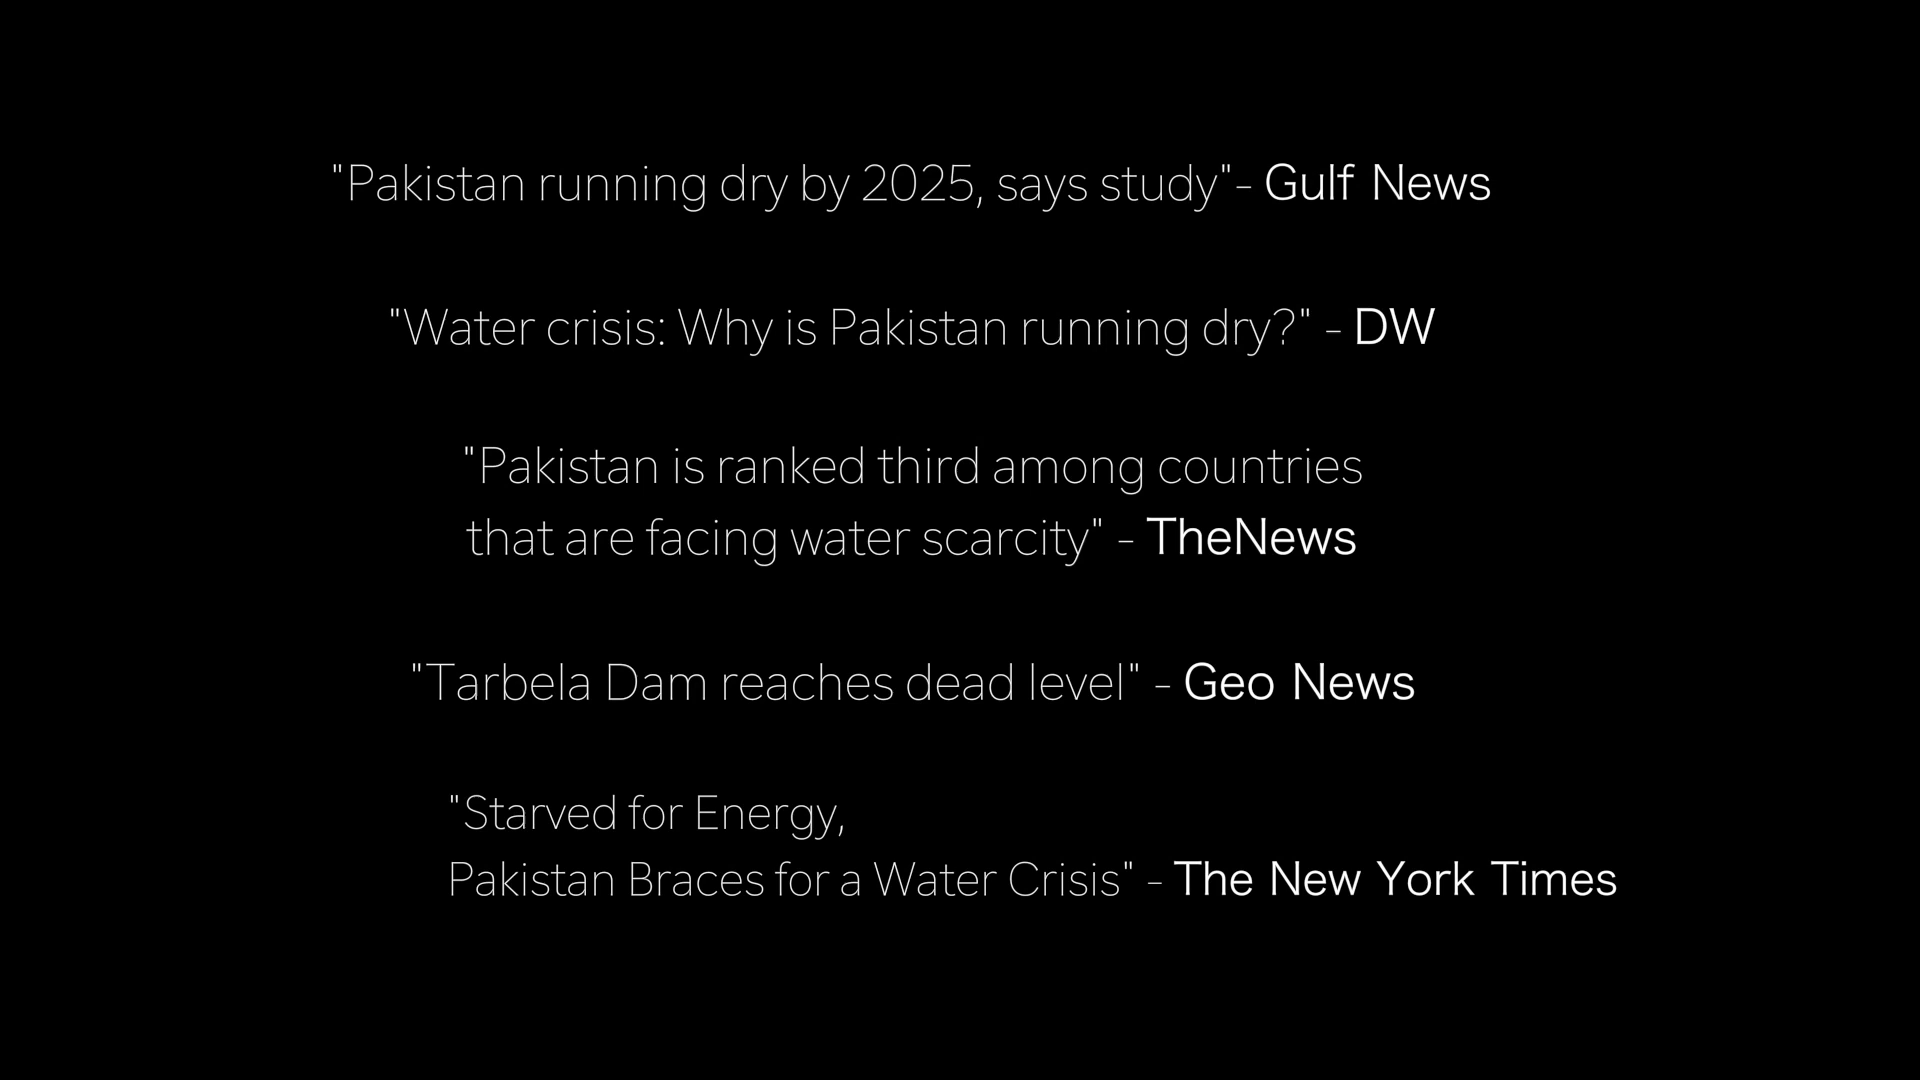 "Pakistan running dry by 2025, says study"- Gulf News
"Water crisis: Why is Pakistan running dry?" - DW
"Pakistan is ranked third among countries
that are facing water scarcity" - TheNews
"Tarbela Dam reaches dead level" - Geo News
"Starved for Energy,
Pakistan Braces for a Water Crisis" - The New York Times